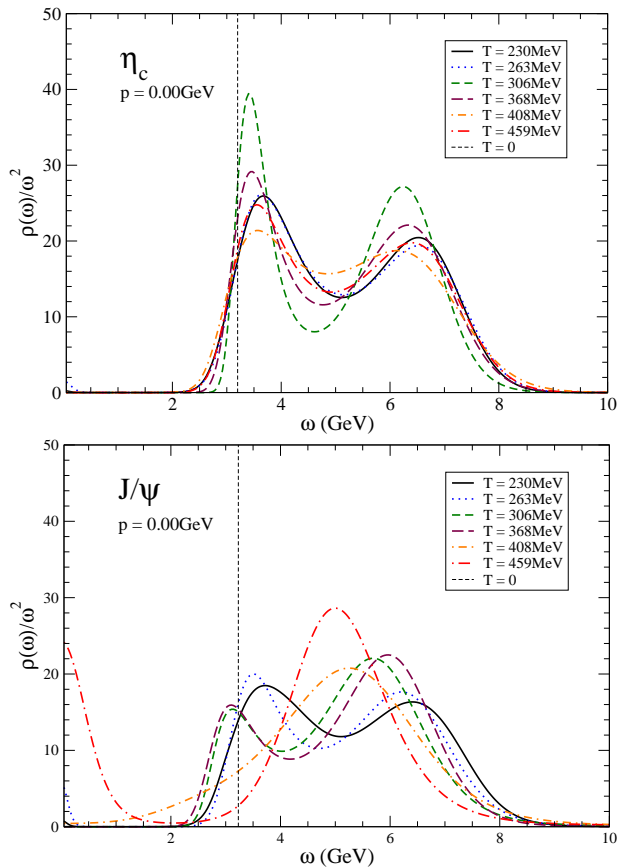 50
40
30
20
10
0
ρ(ω)/ω²
η_c
p = 0.00GeV
T = 230MeV
T = 263MeV
T = 306MeV
T = 368MeV
T = 408MeV
T = 459MeV
T = 0
2 4 6 8 10
ω (GeV)
50
40
30
20
10
0
ρ(ω)/ω²
J/ψ
p = 0.00GeV
T = 230MeV
T = 263MeV
T = 306MeV
T = 368MeV
T = 408MeV
T = 459MeV
T = 0
2 4 6 8 10
ω (GeV)